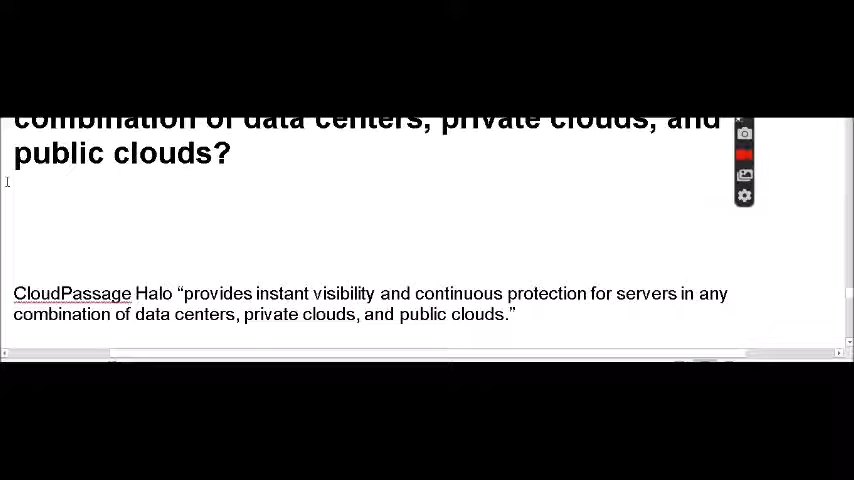 combination of data centers, private clouds, and
public clouds?
CloudPassage Halo “provides instant visibility and continuous protection for servers in any
combination of data centers, private clouds, and public clouds.”